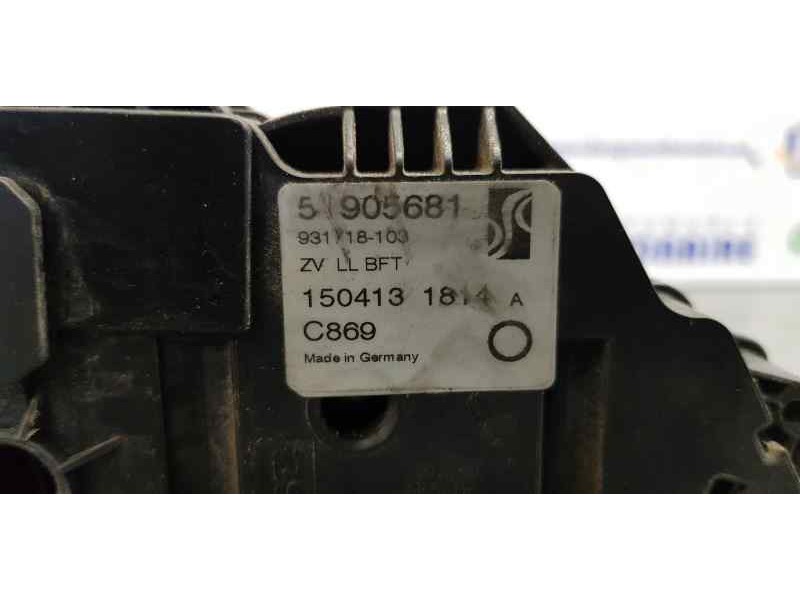 51905681
931718-103
ZV LL BFT
150413 1814 A
C869
Made in Germany